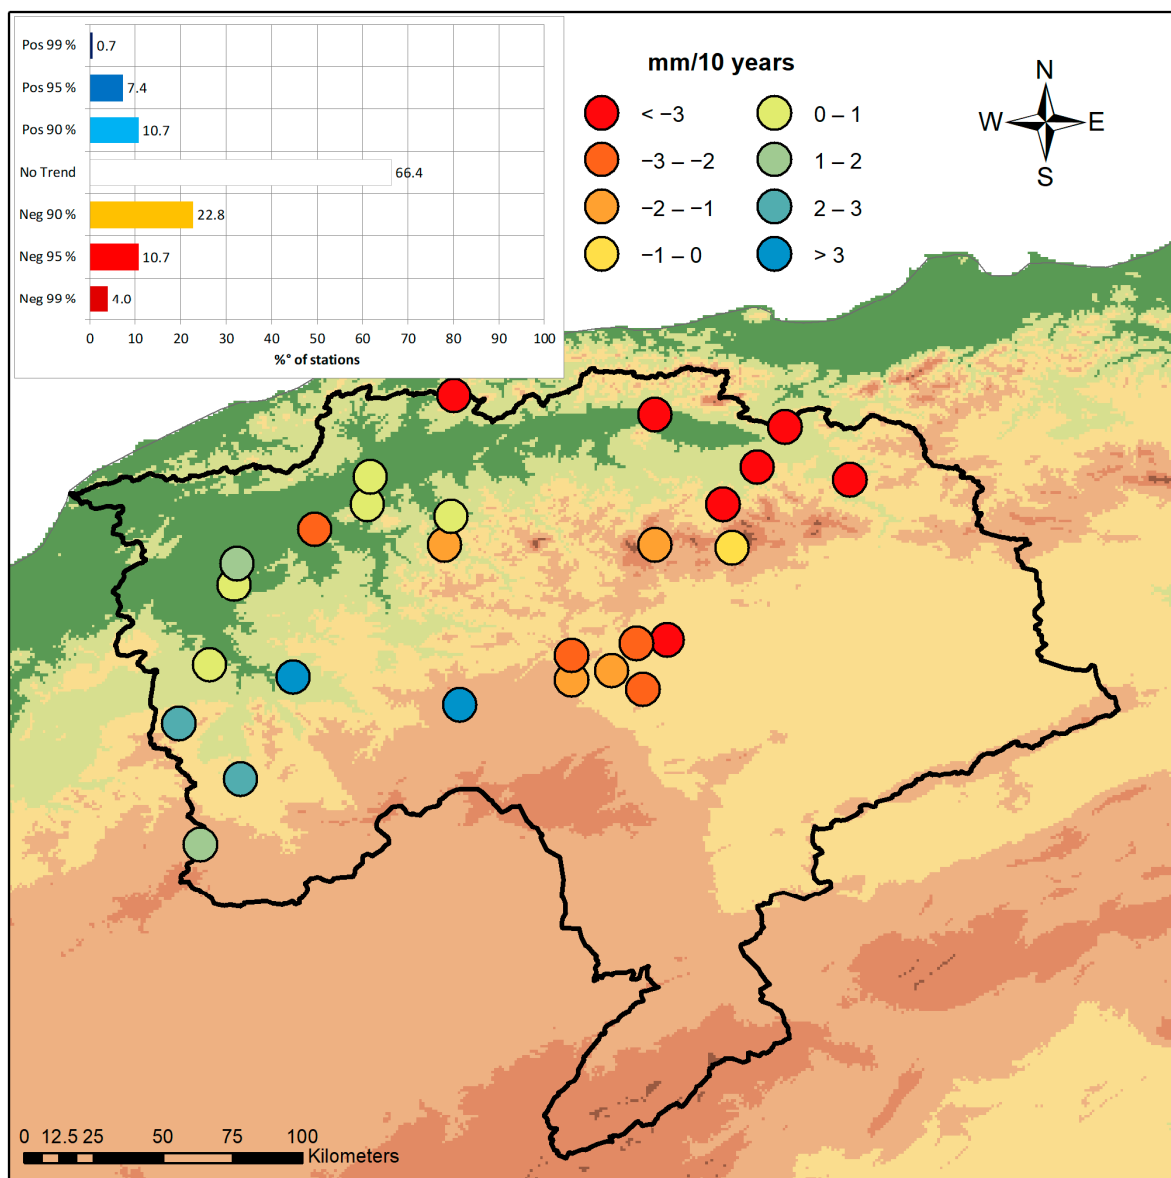 Pos 99 %
0.7
Pos 95 %
7.4
Pos 90 %
10.7
No Trend
66.4
Neg 90 %
22.8
Neg 95 %
10.7
Neg 99 %
4.0
0 10 20 30 40 50 60 70 80 90 100
%° of stations
mm/10 years
< −3
0 – 1
−3 – −2
1 – 2
−2 – −1
2 – 3
−1 – 0
> 3
N
W E
S
0 12.5 25 50 75 100
Kilometers